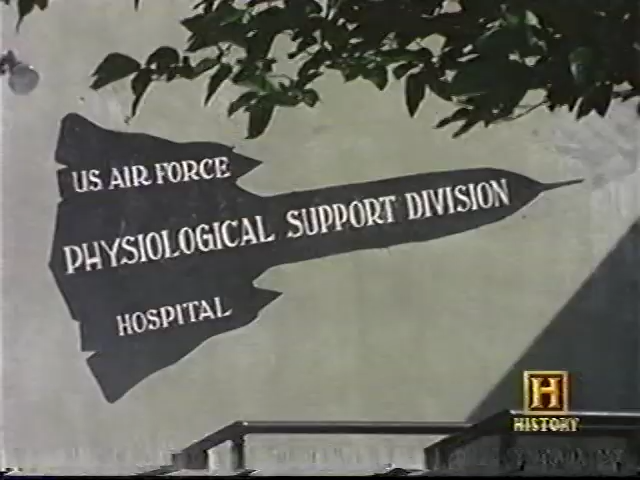 US AIR FORCE
PHYSIOLOGICAL SUPPORT DIVISION
HOSPITAL
H
HISTORY